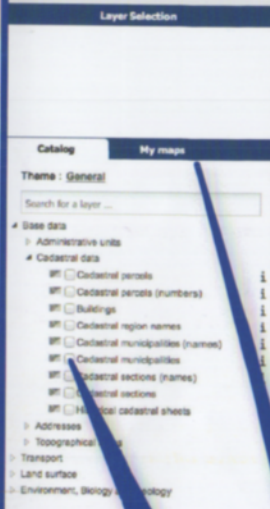 Layer Selection
Catalog My maps
Theme : General
Search for a layer ...
Base data
Administrative units
Cadastral data
Cadastral parcels
Cadastral parcels (numbers)
Buildings
Cadastral region names
Cadastral municipalities (names)
Cadastral municipalities
Cadastral sections (names)
Cadastral sections
cadastral sheets
Addresses
Topographical
Transport
Land surface
Environment, Biology